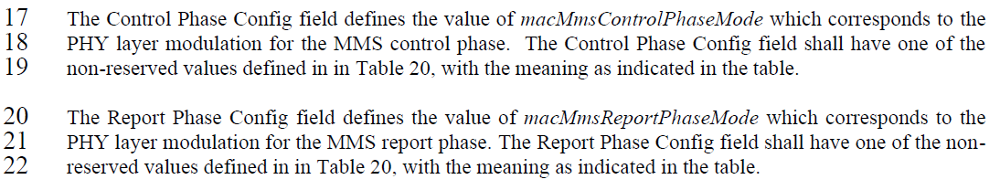 17 The Control Phase Config field defines the value of macMmsControlPhaseMode which corresponds to the
18 PHY layer modulation for the MMS control phase.  The Control Phase Config field shall have one of the
19 non-reserved values defined in in Table 20, with the meaning as indicated in the table.
20 The Report Phase Config field defines the value of macMmsReportPhaseMode which corresponds to the
21 PHY layer modulation for the MMS report phase. The Report Phase Config field shall have one of the non-
22 reserved values defined in in Table 20, with the meaning as indicated in the table.